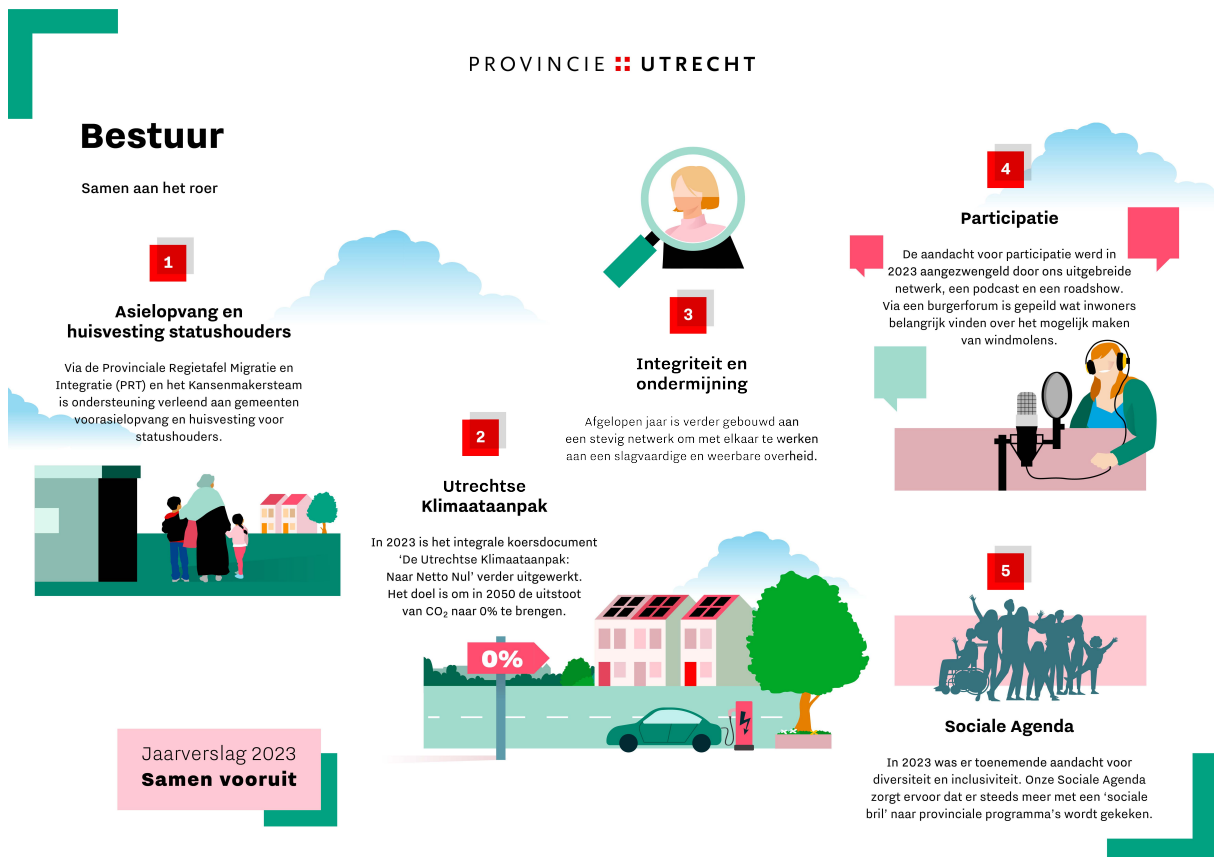 PROVINCIE UTRECHT
Bestuur
Samen aan het roer
1
Asielopvang en
huisvesting statushouders
Via de Provinciale Regietafel Migratie en
Integratie (PRT) en het Kansenmakersteam
is ondersteuning verleend aan gemeenten
voorasielopvang en huisvesting voor
statushouders.
2
Utrechtse
Klimaataanpak
In 2023 is het integrale koersdocument
‘De Utrechtse Klimaataanpak:
Naar Netto Nul’ verder uitgewerkt.
Het doel is om in 2050 de uitstoot
van CO₂ naar 0% te brengen.
0%
3
Integriteit en
ondermijning
Afgelopen jaar is verder gebouwd aan
een stevig netwerk om met elkaar te werken
aan een slagvaardige en weerbare overheid.
4
Participatie
De aandacht voor participatie werd in
2023 aangezwengeld door ons uitgebreide
netwerk, een podcast en een roadshow.
Via een burgerforum is gepeild wat inwoners
belangrijk vinden over het mogelijk maken
van windmolens.
5
Sociale Agenda
In 2023 was er toenemende aandacht voor
diversiteit en inclusiviteit. Onze Sociale Agenda
zorgt ervoor dat er steeds meer met een ‘sociale
bril’ naar provinciale programma’s wordt gekeken.
Jaarverslag 2023
Samen vooruit